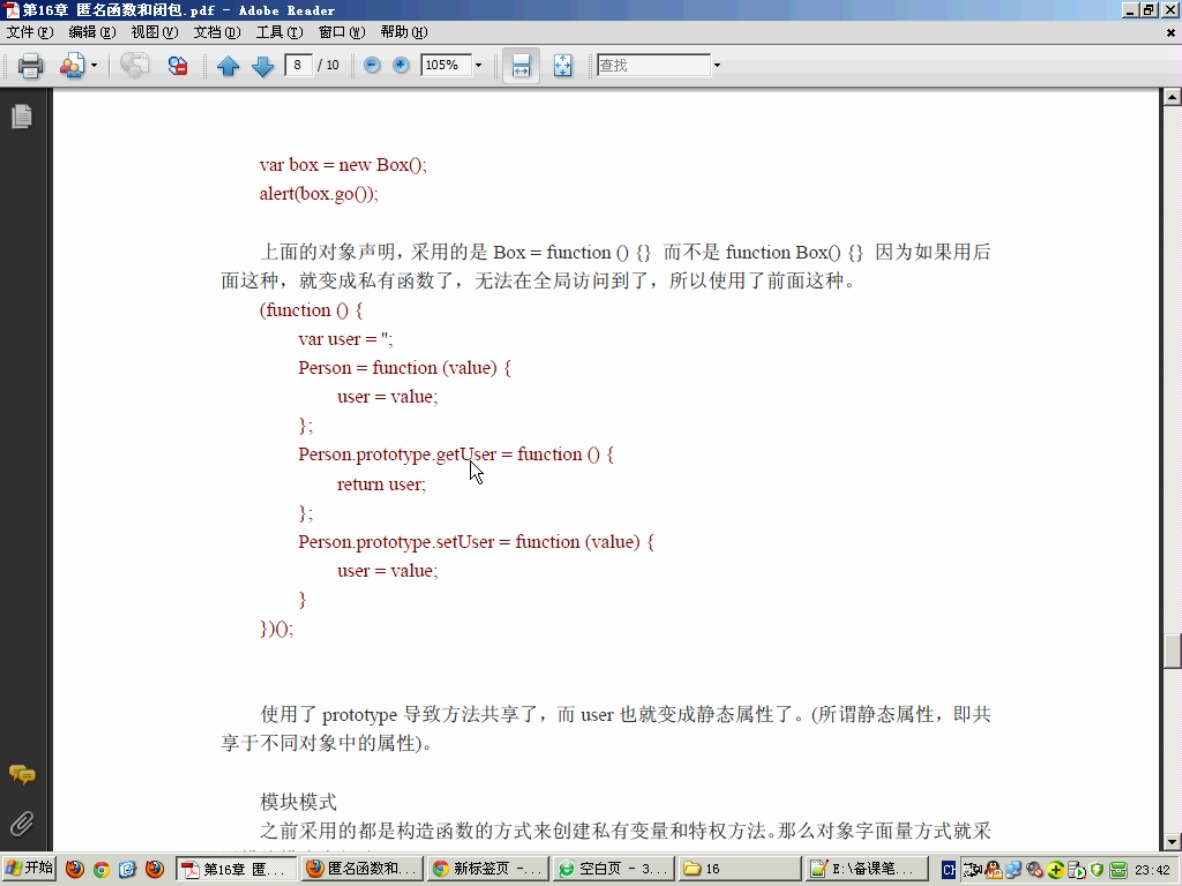 第16章 匿名函数和闭包.pdf - Adobe Reader
文件(F) 编辑(E) 视图(V) 文档(D) 工具(T) 窗口(W) 帮助(H)
8 / 10 105% 查找
var box = new Box();
alert(box.go());
上面的对象声明，采用的是 Box = function () {} 而不是 function Box() {} 因为如果用后
面这种，就变成私有函数了，无法在全局访问到了，所以使用了前面这种。
(function () {
var user = '';
Person = function (value) {
user = value;
};
Person.prototype.getUser = function () {
return user;
};
Person.prototype.setUser = function (value) {
user = value;
}
})();
使用了 prototype 导致方法共享了，而 user 也就变成静态属性了。(所谓静态属性，即共
享于不同对象中的属性)。
模块模式
之前采用的都是构造函数的方式来创建私有变量和特权方法。那么对象字面量方式就采
开始 第16章 匿... 匿名函数和... 新标签页 -... 空白页 - 3... 16 E:\备课笔... CH 23:42